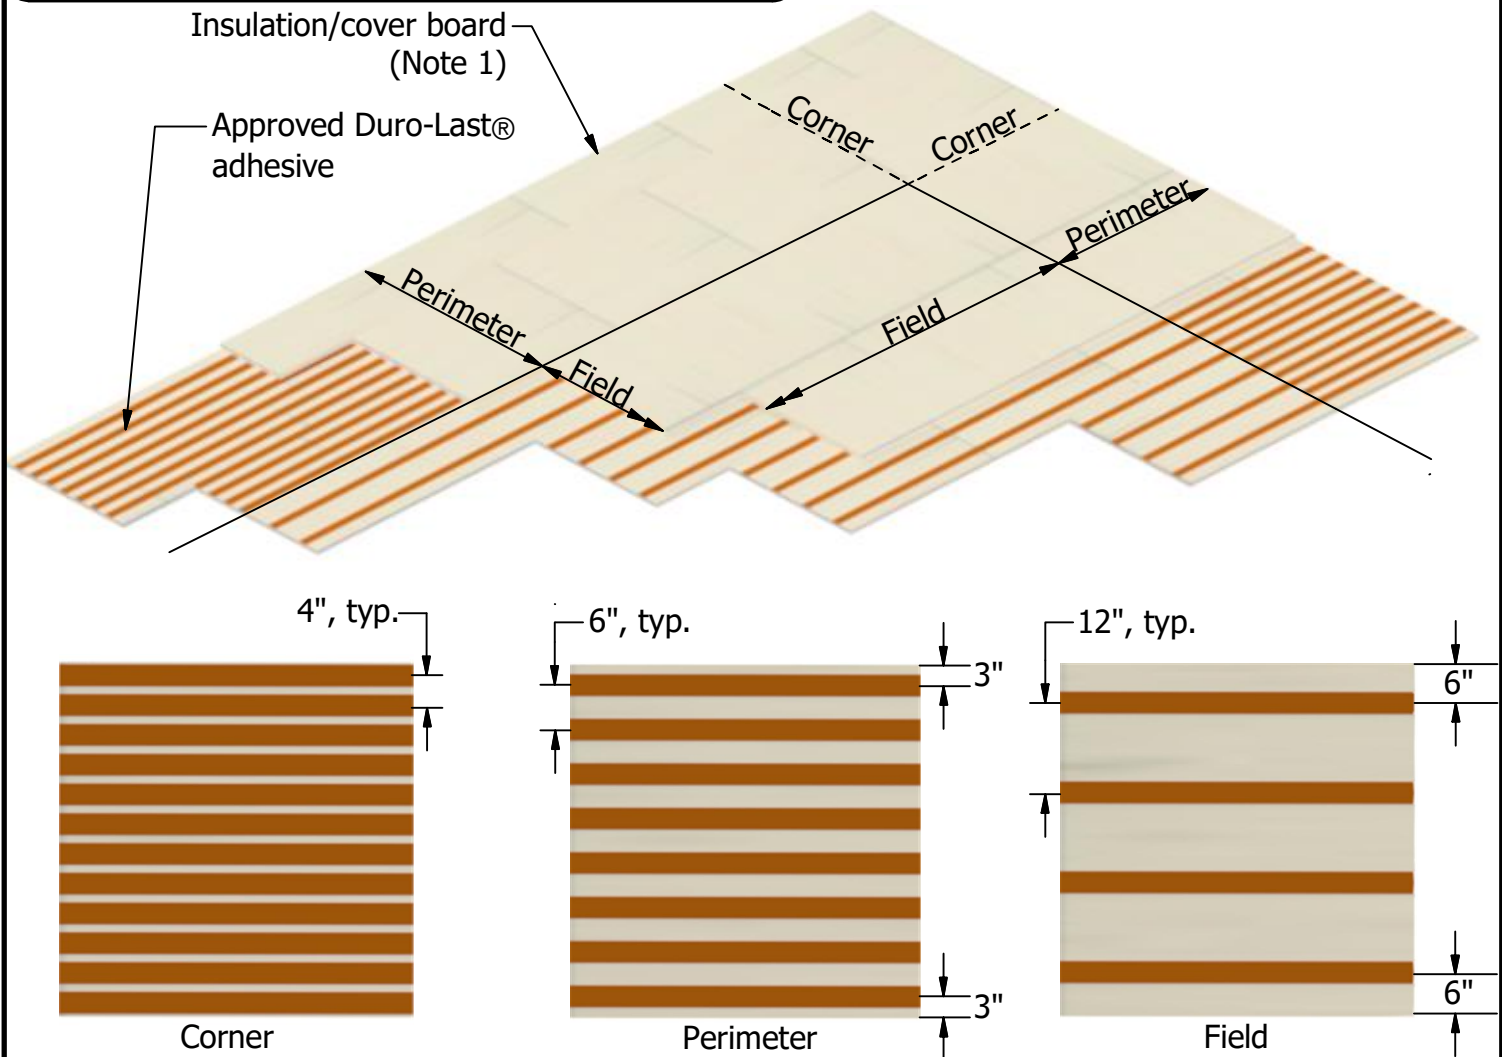 Insulation/cover board
(Note 1)
Approved Duro-Last®
adhesive
Corner
Corner
Perimeter
Perimeter
Field
Field
4", typ.
6", typ.
3"
12", typ.
6"
3"
6"
Corner
Perimeter
Field